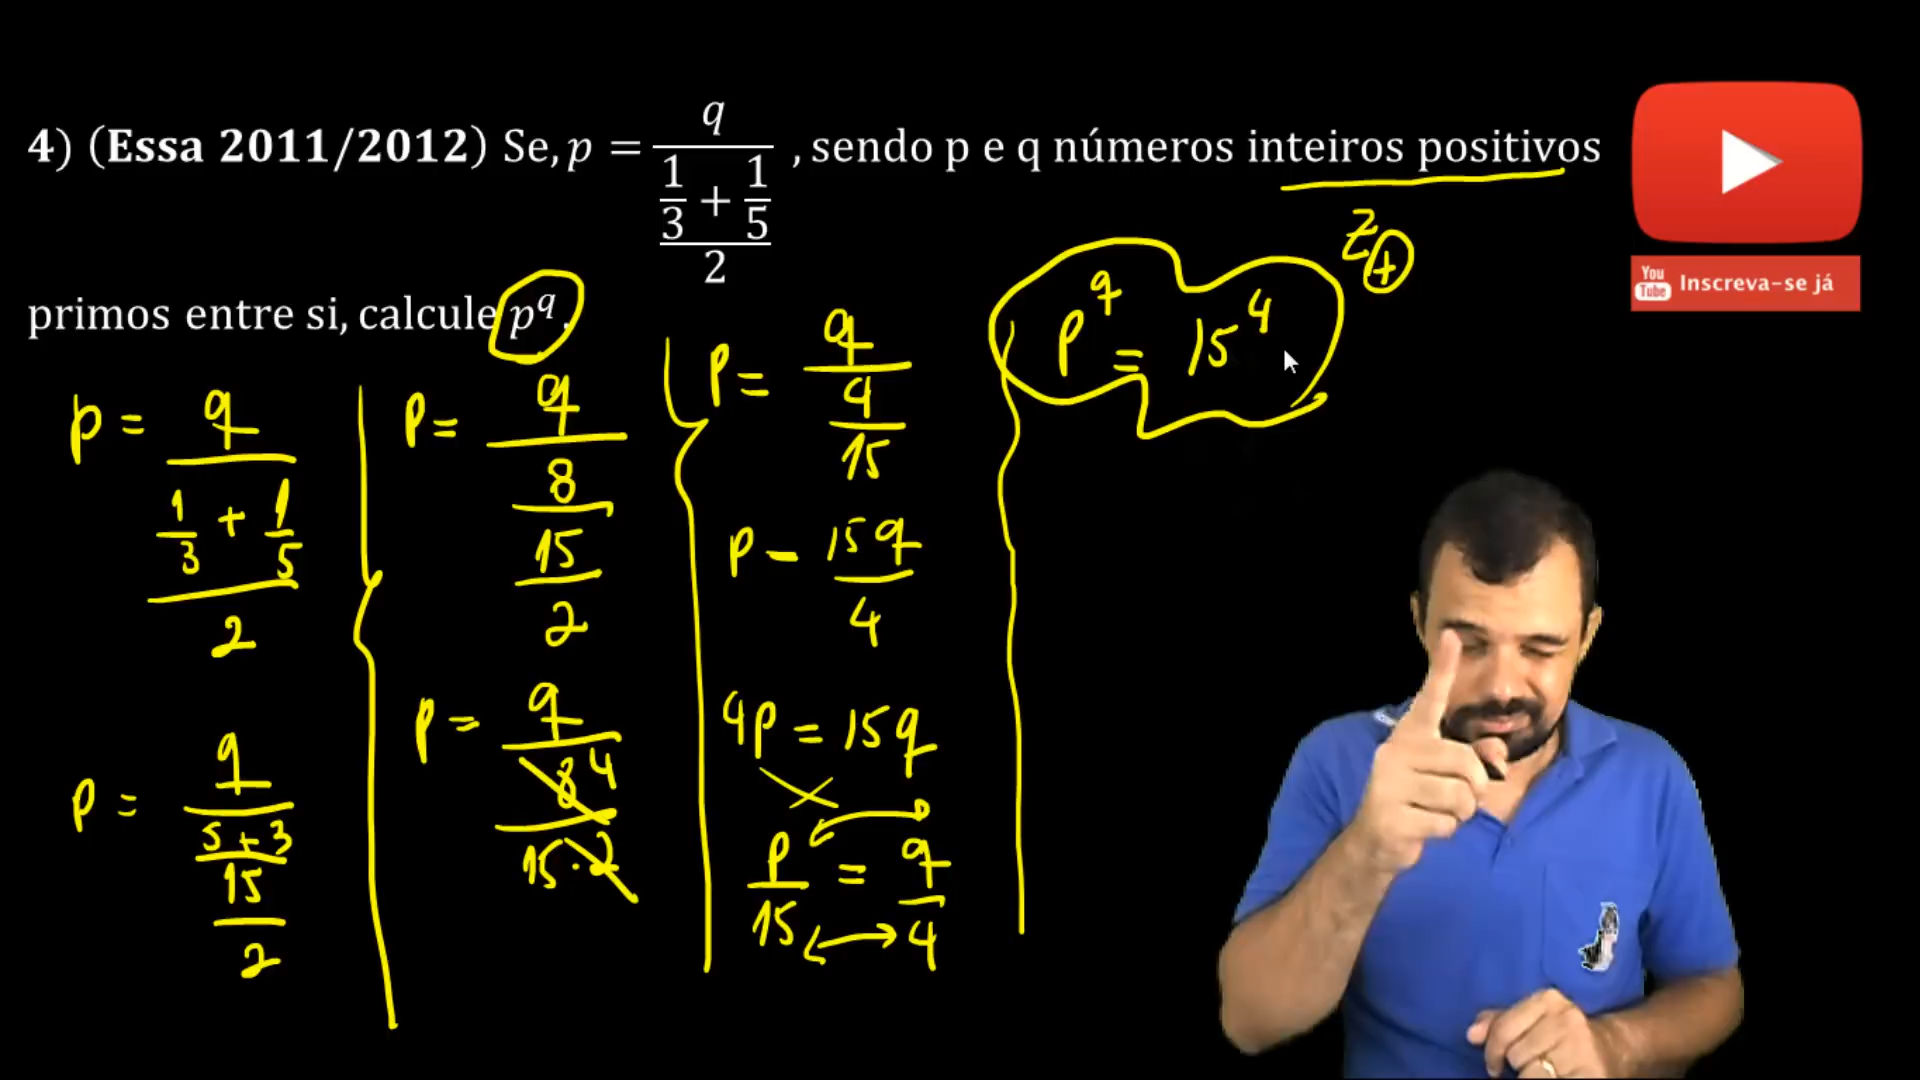 4) (Essa 2011/2012) Se, p = q / ((1/3 + 1/5) / 2) , sendo p e q números inteiros positivos
primos entre si, calcule p^q.
Z+
p^q = 15^4
p = q / ((1/3 + 1/5) / 2)
p = q / (((5+3)/15) / 2)
p = q / ((8/15) / 2)
p = q / (8 4 / 15·2)
p = q / (4/15)
p - 15q / 4
4p = 15q
p/15 = q/4
You
Tube
Inscreva-se já